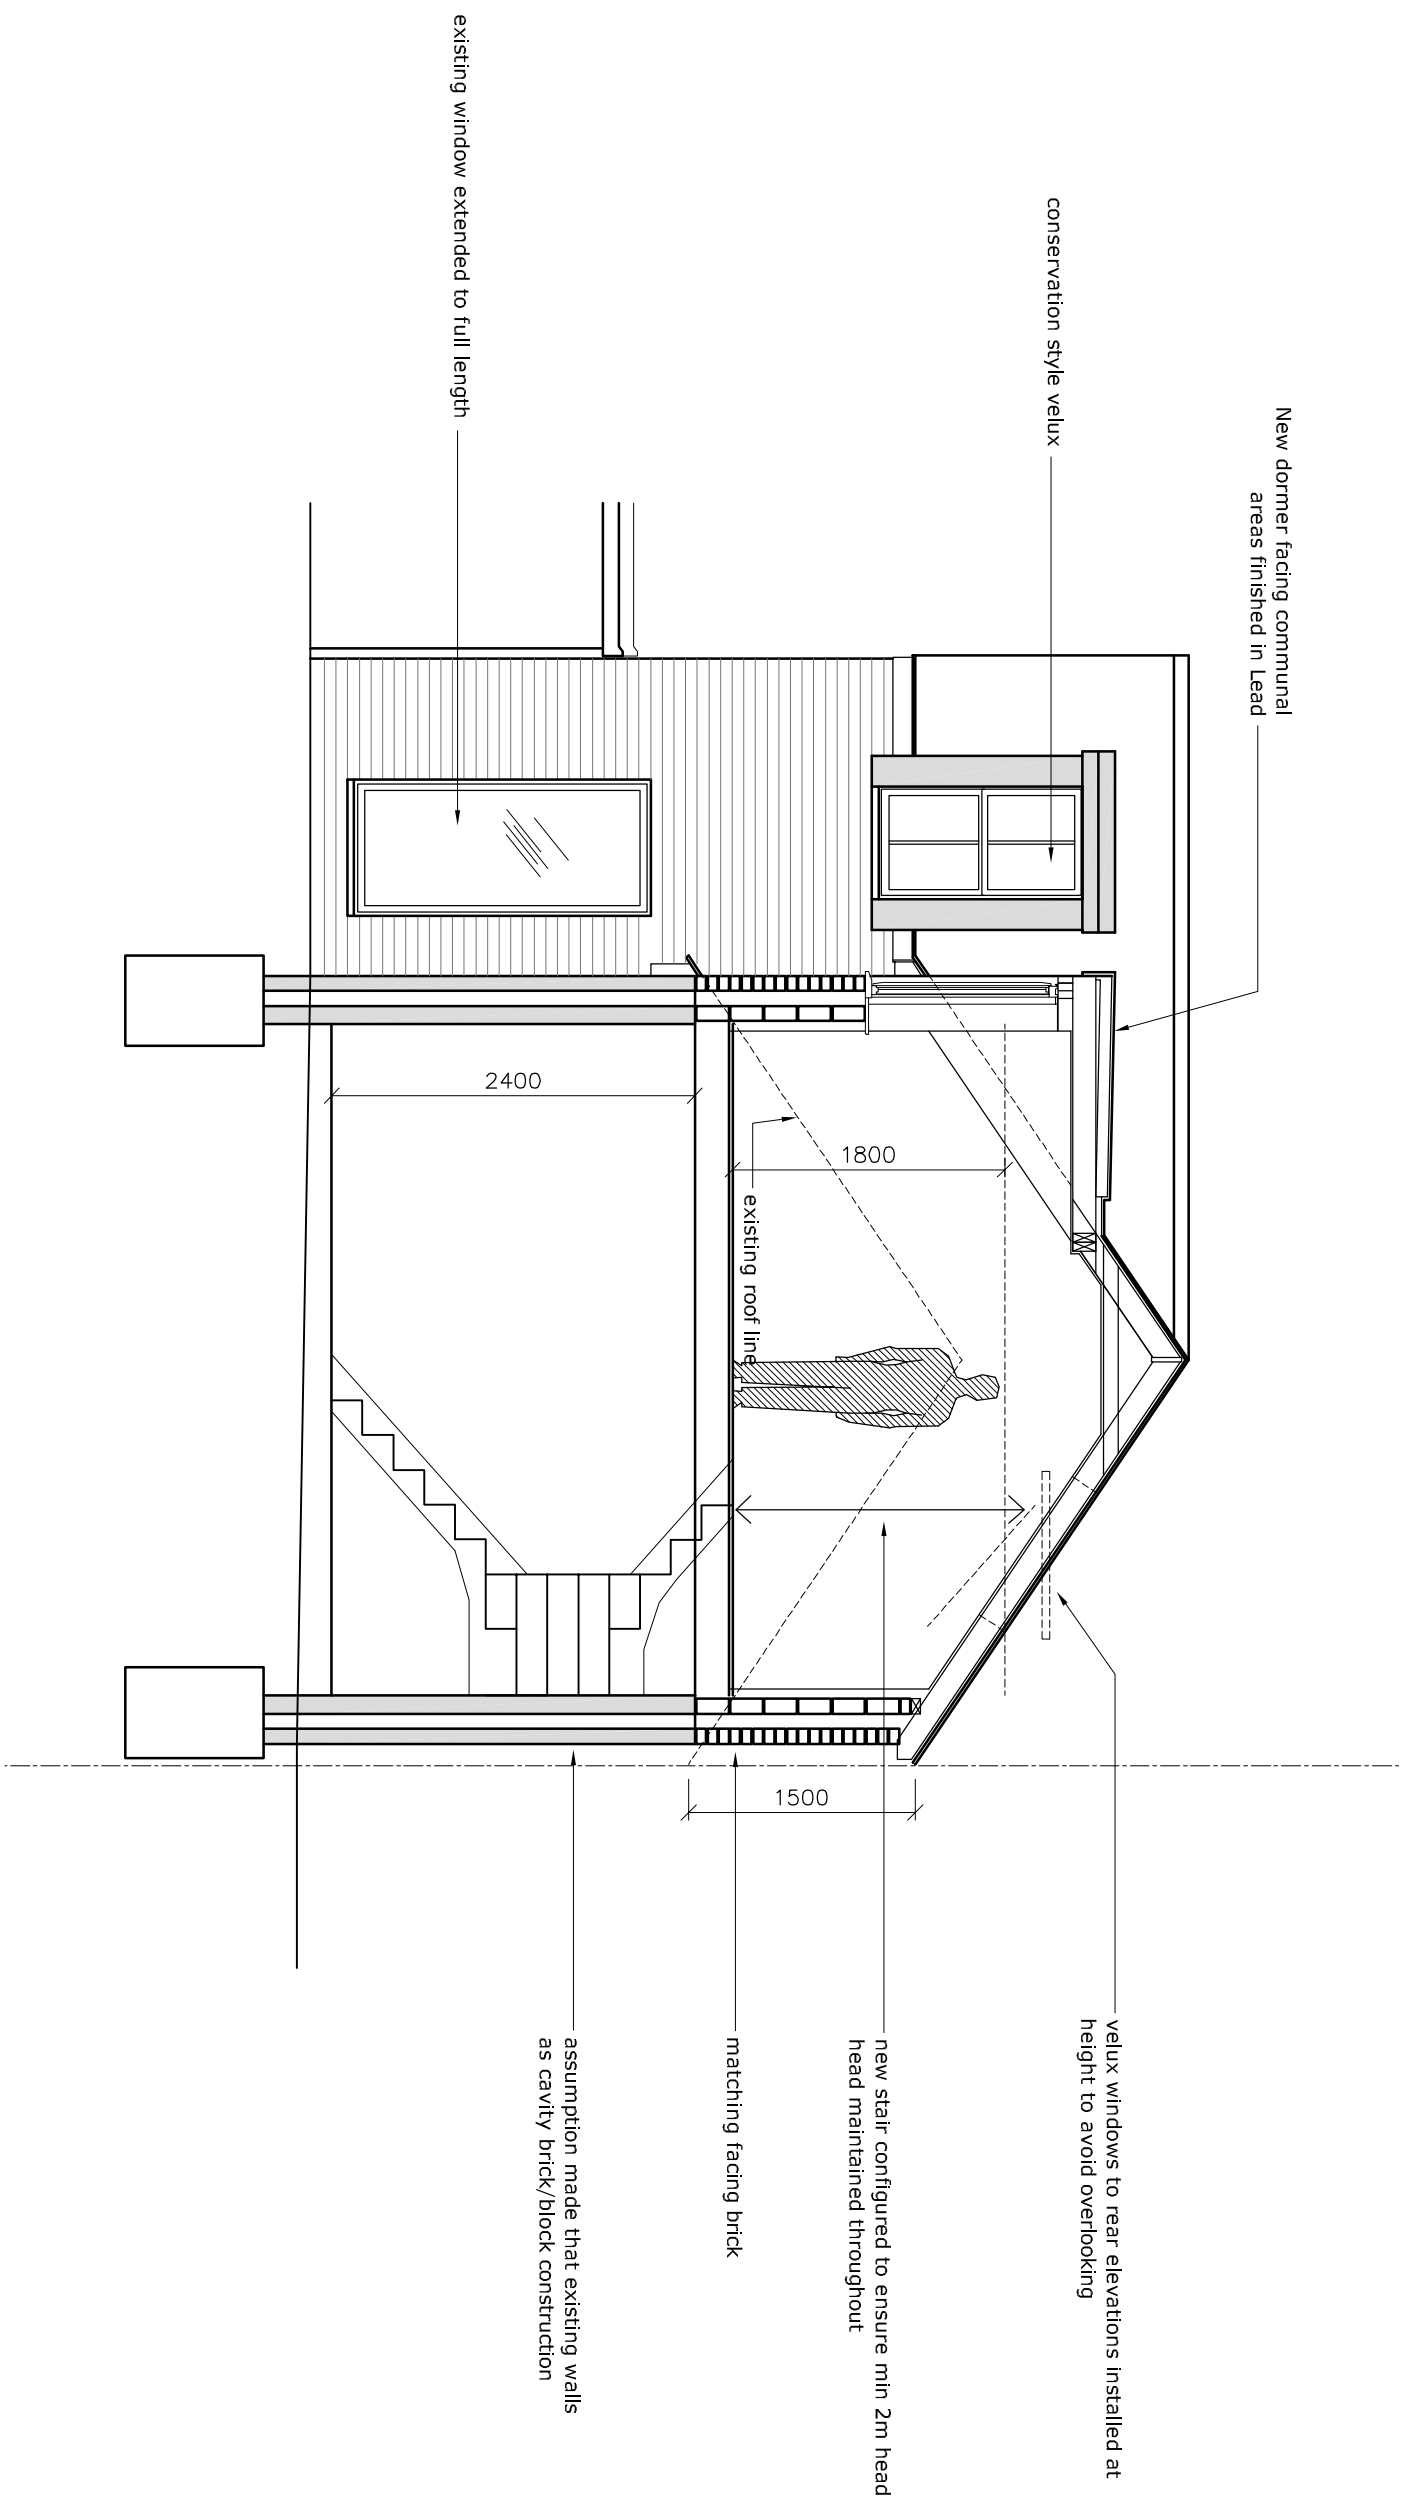 New dormer facing communal
areas finished in Lead
conservation style velux
existing window extended to full length
2400
1800
existing roof line
1500
velux windows to rear elevations installed at
height to avoid overlooking
new stair configured to ensure min 2m head
head maintained throughout
matching facing brick
assumption made that existing walls
as cavity brick/block construction